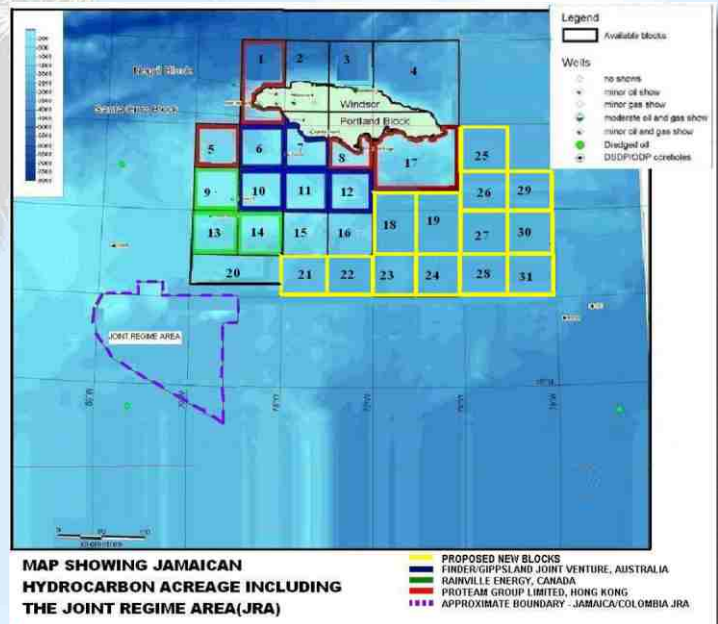 Legend
Available blocks
Wells
no shows
minor oil show
minor gas show
moderate oil and gas show
minor oil and gas show
Dredged oil
DSDP/ODP coreholes
1 2 3 4
Windsor
Portland Block
5 6 7 8 17 25
9 10 11 12 26 29
18 19
13 14 15 16 27 30
20 21 22 23 24 28 31
JOINT REGIME AREA
MAP SHOWING JAMAICAN
HYDROCARBON ACREAGE INCLUDING
THE JOINT REGIME AREA(JRA)
PROPOSED NEW BLOCKS
FINDER/GIPPSLAND JOINT VENTURE, AUSTRALIA
RAINVILLE ENERGY, CANADA
PROTEAM GROUP LIMITED, HONG KONG
APPROXIMATE BOUNDARY - JAMAICA/COLOMBIA JRA